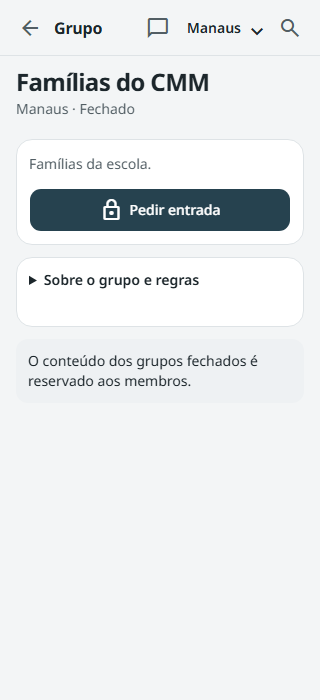 Grupo
Manaus
Famílias do CMM
Manaus · Fechado
Famílias da escola.
Pedir entrada
Sobre o grupo e regras
O conteúdo dos grupos fechados é
reservado aos membros.